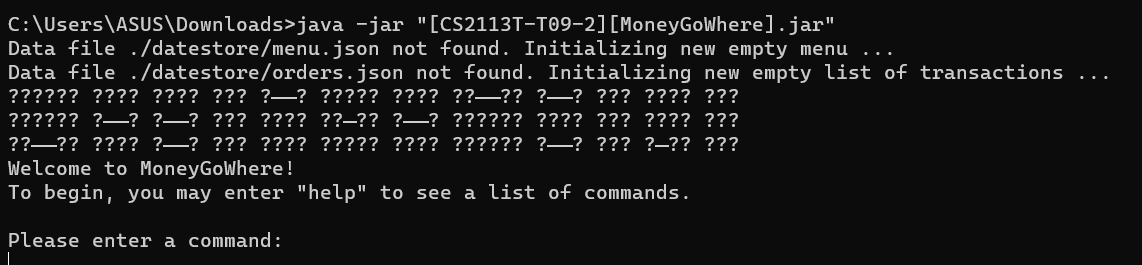 C:\Users\ASUS\Downloads>java -jar "[CS2113T-T09-2][MoneyGoWhere].jar"
Data file ./datestore/menu.json not found. Initializing new empty menu ...
Data file ./datestore/orders.json not found. Initializing new empty list of transactions ...
?????? ???? ???? ??? ?——? ????? ???? ??——?? ?——? ??? ???? ???
?????? ?——? ?——? ??? ???? ??—?? ?——? ?????? ???? ??? ???? ???
??——?? ???? ?——? ??? ???? ????? ???? ?????? ?——? ??? ?—?? ???
Welcome to MoneyGoWhere!
To begin, you may enter "help" to see a list of commands.
Please enter a command: